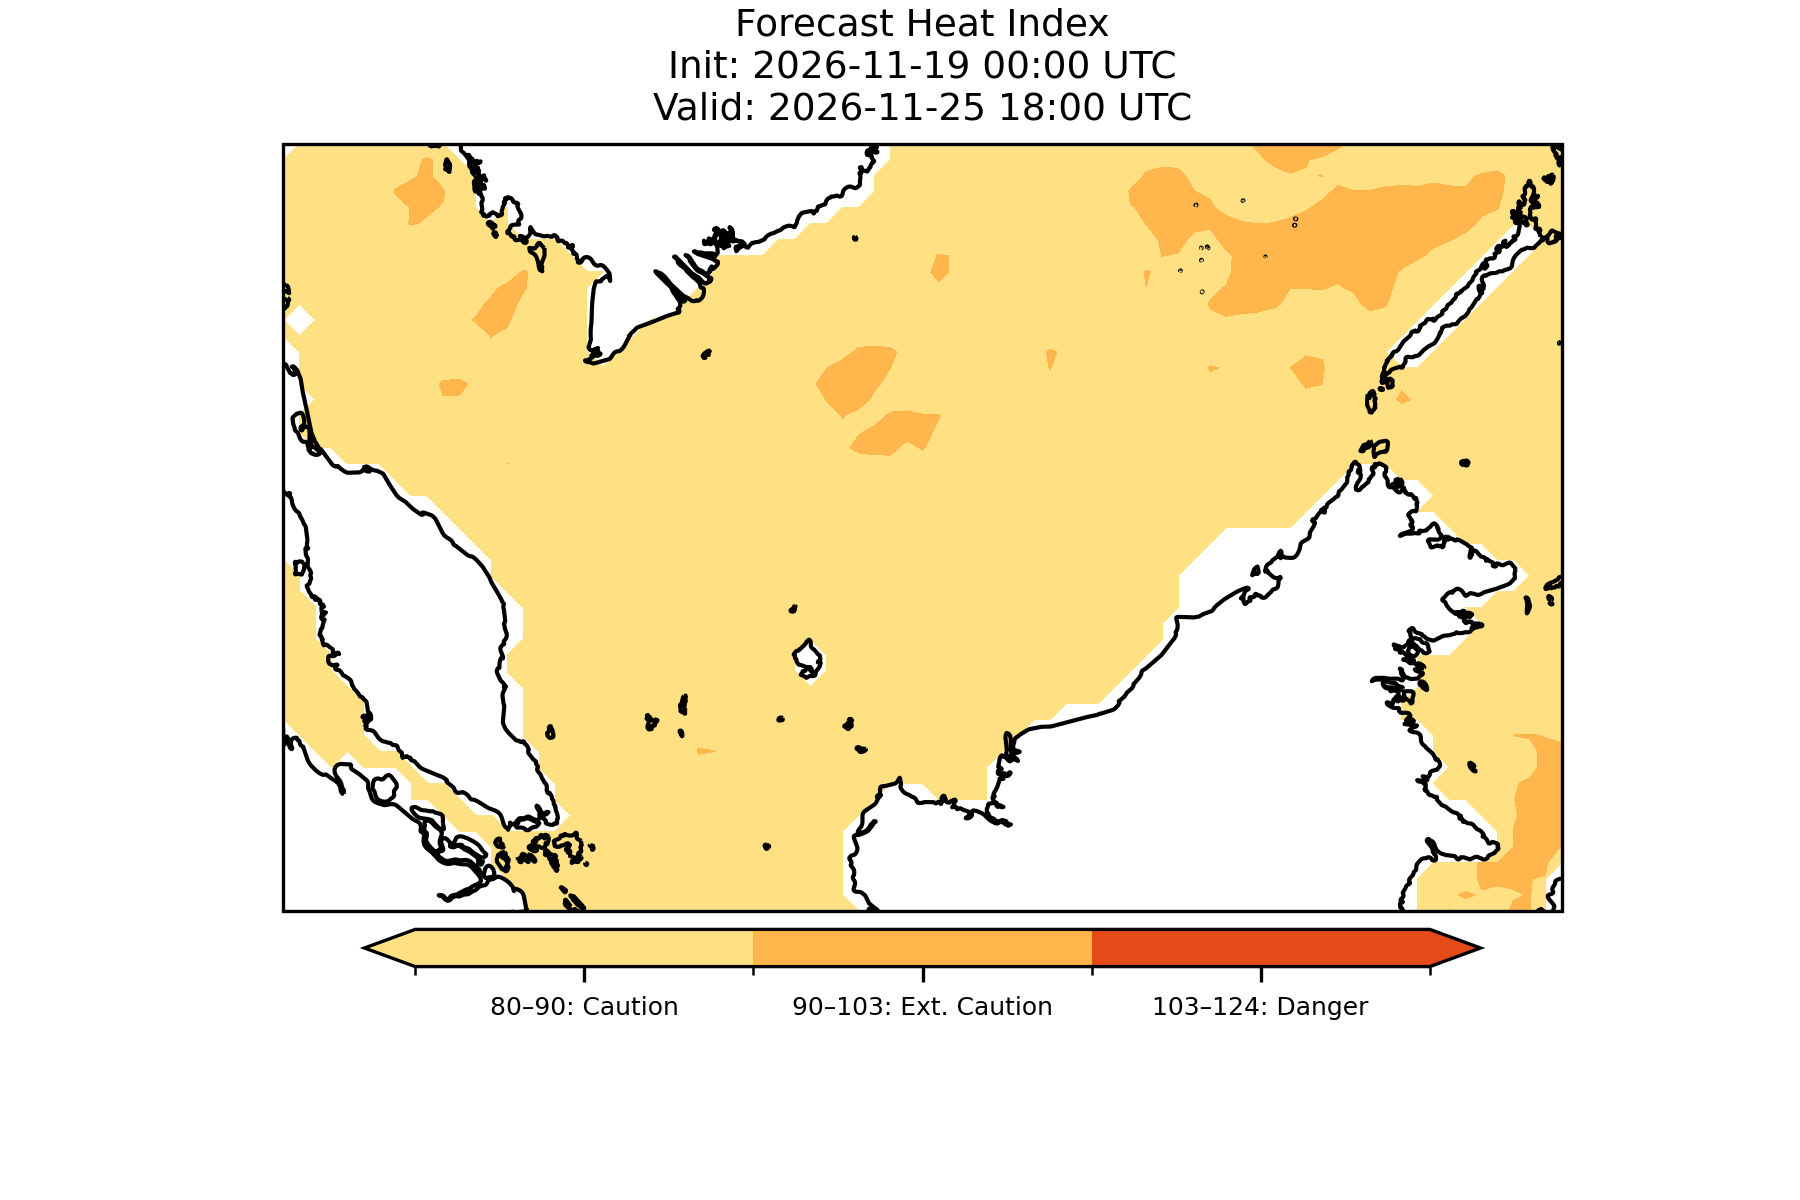 Forecast Heat Index
Init: 2026-11-19 00:00 UTC
Valid: 2026-11-25 18:00 UTC
80–90: Caution
90–103: Ext. Caution
103–124: Danger